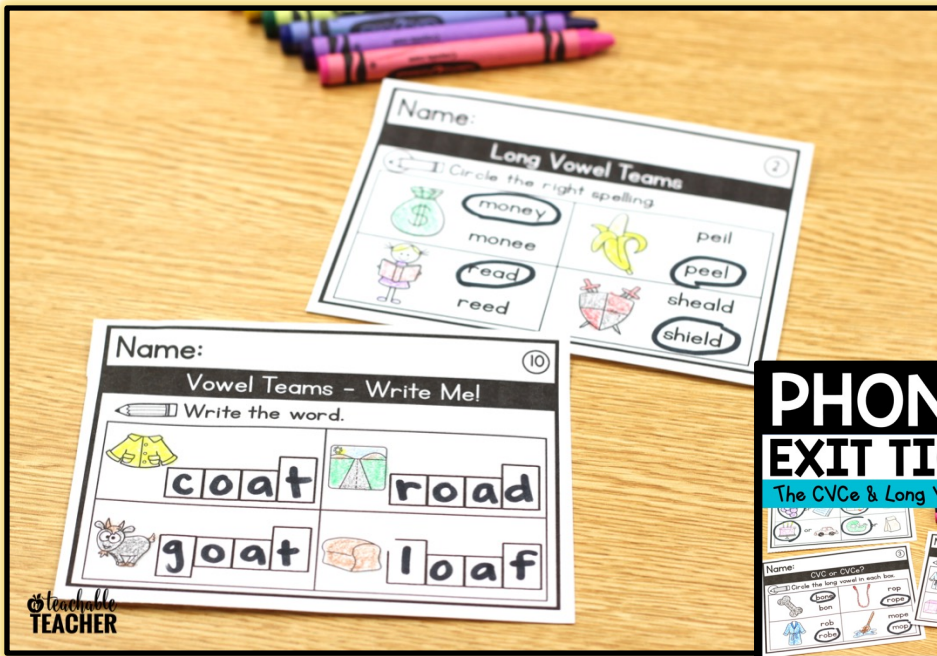 Name:
2
Long Vowel Teams
Circle the right spelling.
money
monee
peil
peel
read
reed
sheald
shield
Name:
10
Vowel Teams - Write Me!
Write the word.
coat
road
goat
loaf
teachable
TEACHER
PHON
EXIT TI
The CVCe & Long V
or
Name:
3
CVC or CVCe?
Circle the long vowel in each box.
bone
bon
rap
rope
rob
robe
mope
mop